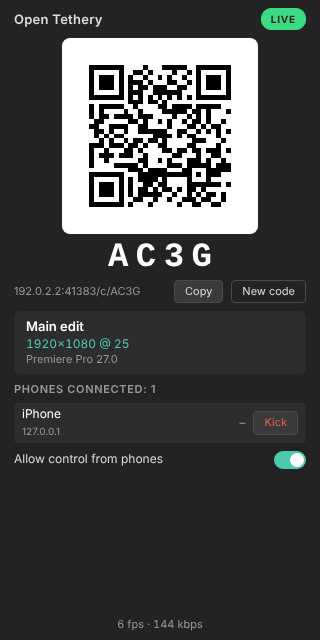 Open Tethery LIVE
AC3G
192.0.2.2:41383/c/AC3G Copy New code
Main edit
1920×1080 @ 25
Premiere Pro 27.0
PHONES CONNECTED: 1
iPhone
127.0.0.1
– Kick
Allow control from phones
6 fps · 144 kbps